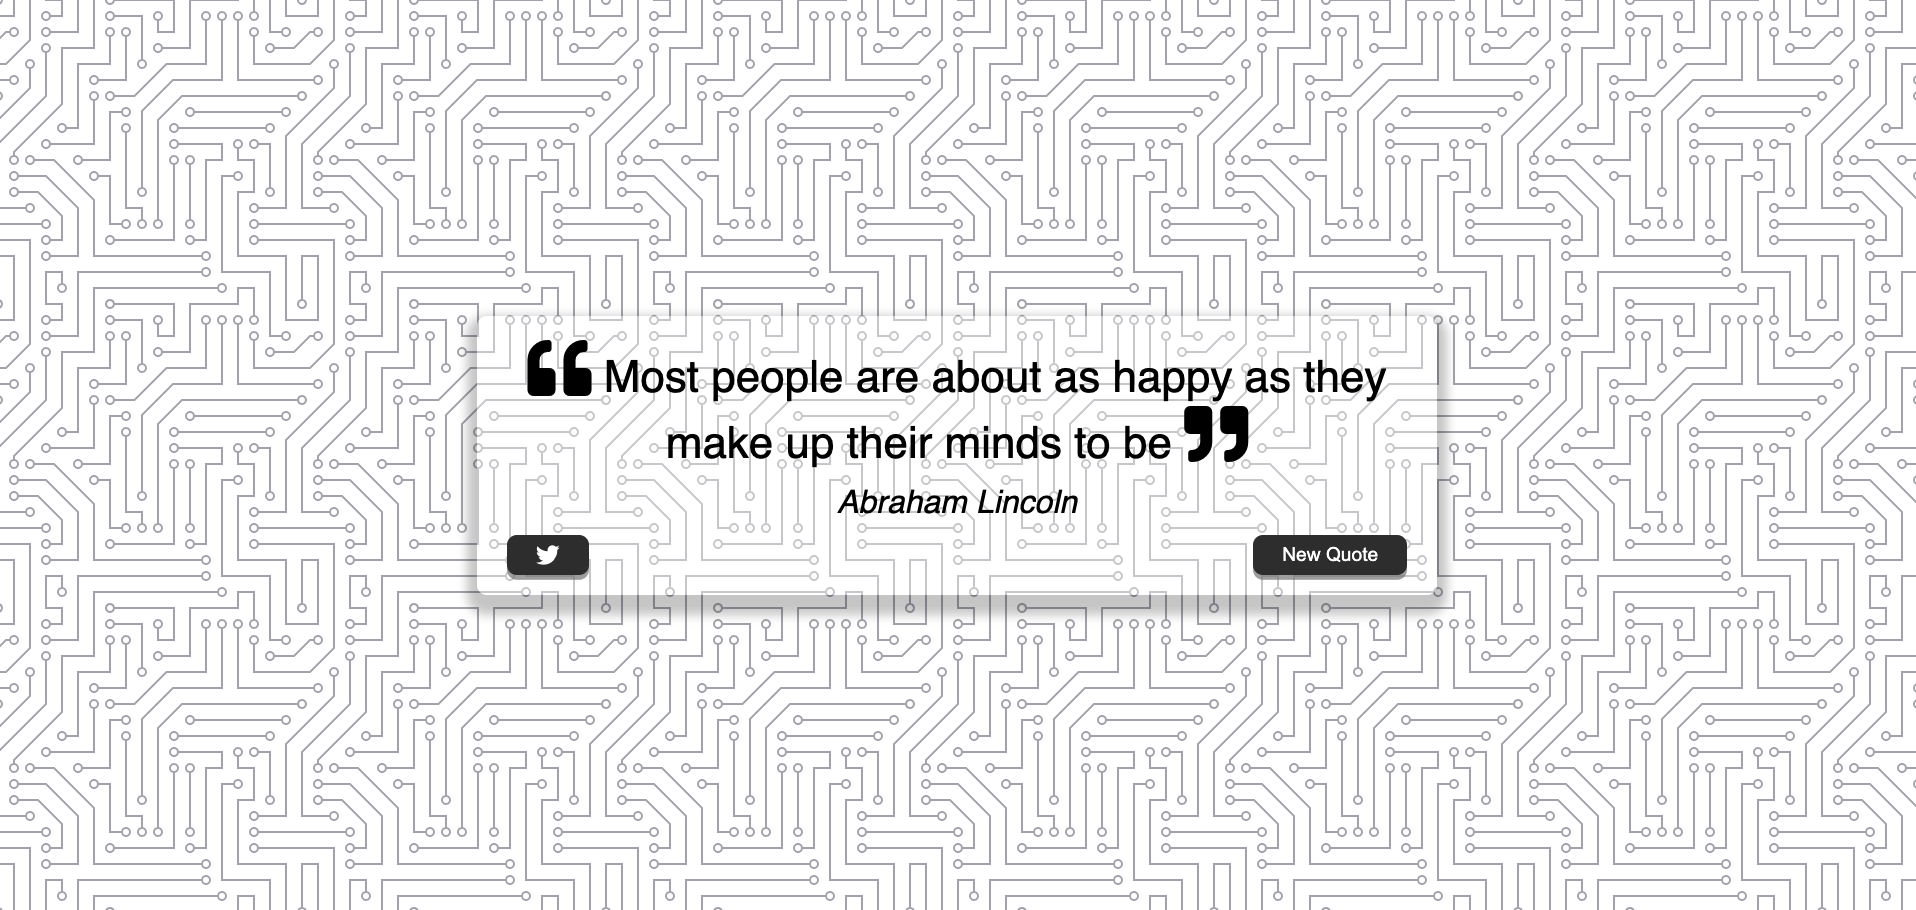 “ Most people are about as happy as they
make up their minds to be ”
Abraham Lincoln
New Quote